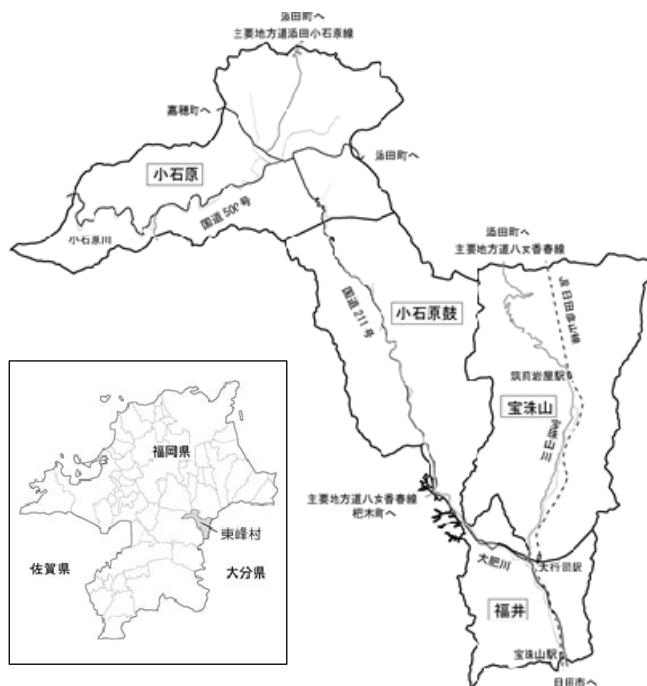 添田町へ
主要地方道添田小石原線
嘉穂町へ
添田町へ
小石原
国道500号
小石原川
添田町へ
主要地方道八女香春線
JR日田彦山線
国道211号
小石原鼓
筑前岩屋駅
宝珠山
宝珠山川
主要地方道八女香春線
杷木町へ
大肥川
大行司駅
福井
宝珠山駅
日田市へ
福岡県
東峰村
佐賀県
大分県